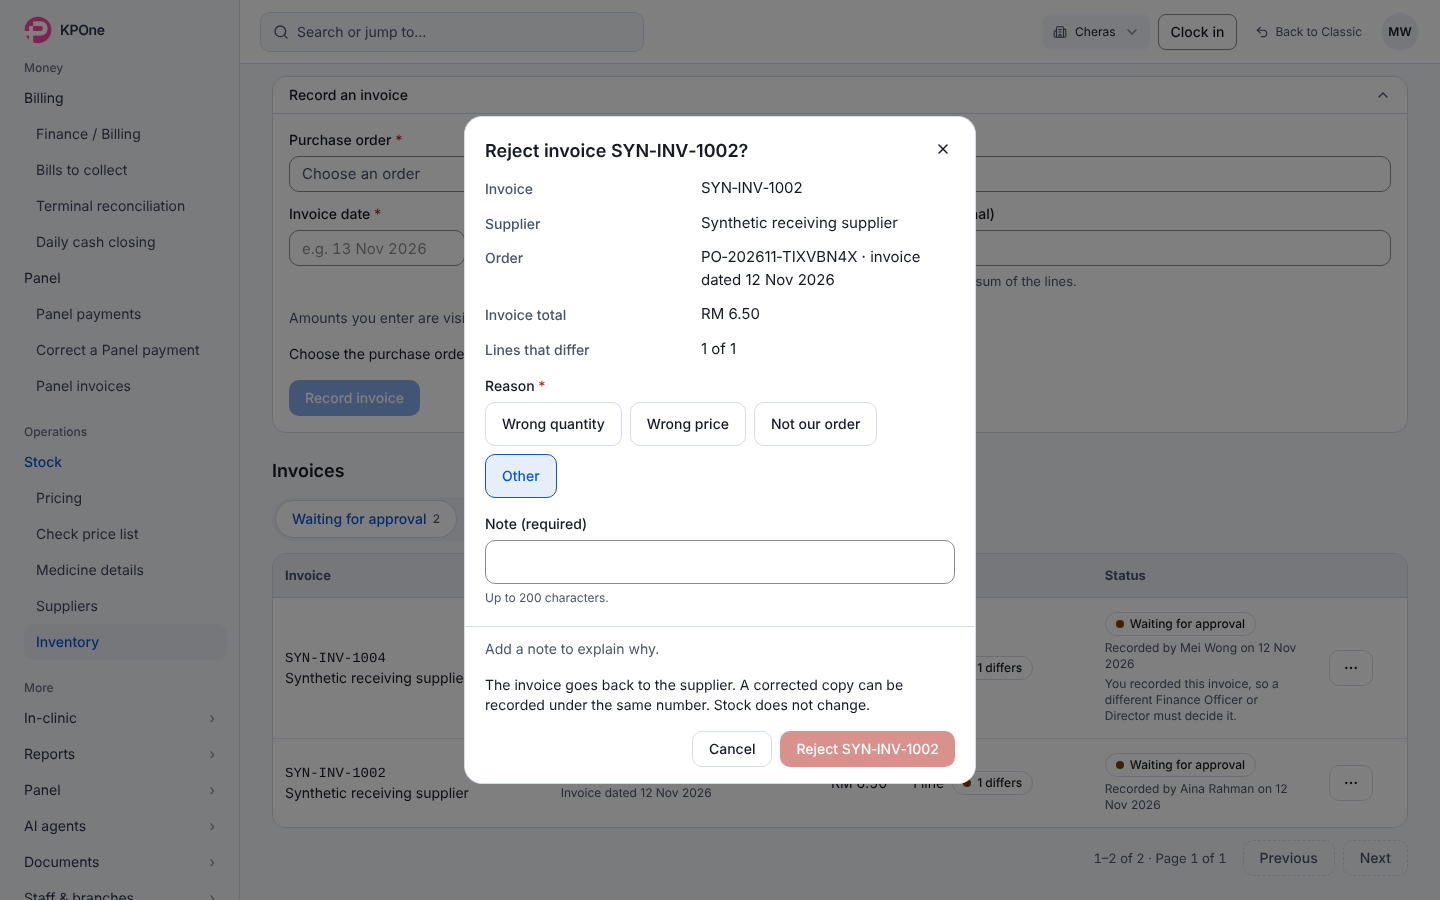 KPOne
Search or jump to...
Cheras
Clock in
Back to Classic
MW
Money
Billing
Finance / Billing
Bills to collect
Terminal reconciliation
Daily cash closing
Panel
Panel payments
Correct a Panel payment
Panel invoices
Operations
Stock
Pricing
Check price list
Medicine details
Suppliers
Inventory
More
In-clinic
Reports
Panel
AI agents
Documents
Staff & branches
Record an invoice
Purchase order *
Choose an order
Invoice date *
e.g. 13 Nov 2026
sum of the lines.
Amounts you enter are
Choose the purchase
Record invoice
Invoices
Waiting for approval 2
Invoice
Status
SYN-INV-1004
Synthetic receiving
1 differs
Waiting for approval
Recorded by Mei Wong on 12 Nov
2026
You recorded this invoice, so a
different Finance Officer or
Director must decide it.
SYN-INV-1002
Synthetic receiving supplier
Invoice dated 12 Nov 2026
1 differs
Waiting for approval
Recorded by Aina Rahman on 12
Nov 2026
1–2 of 2 · Page 1 of 1
Previous
Next
Reject invoice SYN-INV-1002?
Invoice
SYN-INV-1002
Supplier
Synthetic receiving supplier
Order
PO-202611-TIXVBN4X · invoice
dated 12 Nov 2026
Invoice total
RM 6.50
Lines that differ
1 of 1
Reason *
Wrong quantity
Wrong price
Not our order
Other
Note (required)
Up to 200 characters.
Add a note to explain why.
The invoice goes back to the supplier. A corrected copy can be
recorded under the same number. Stock does not change.
Cancel
Reject SYN-INV-1002